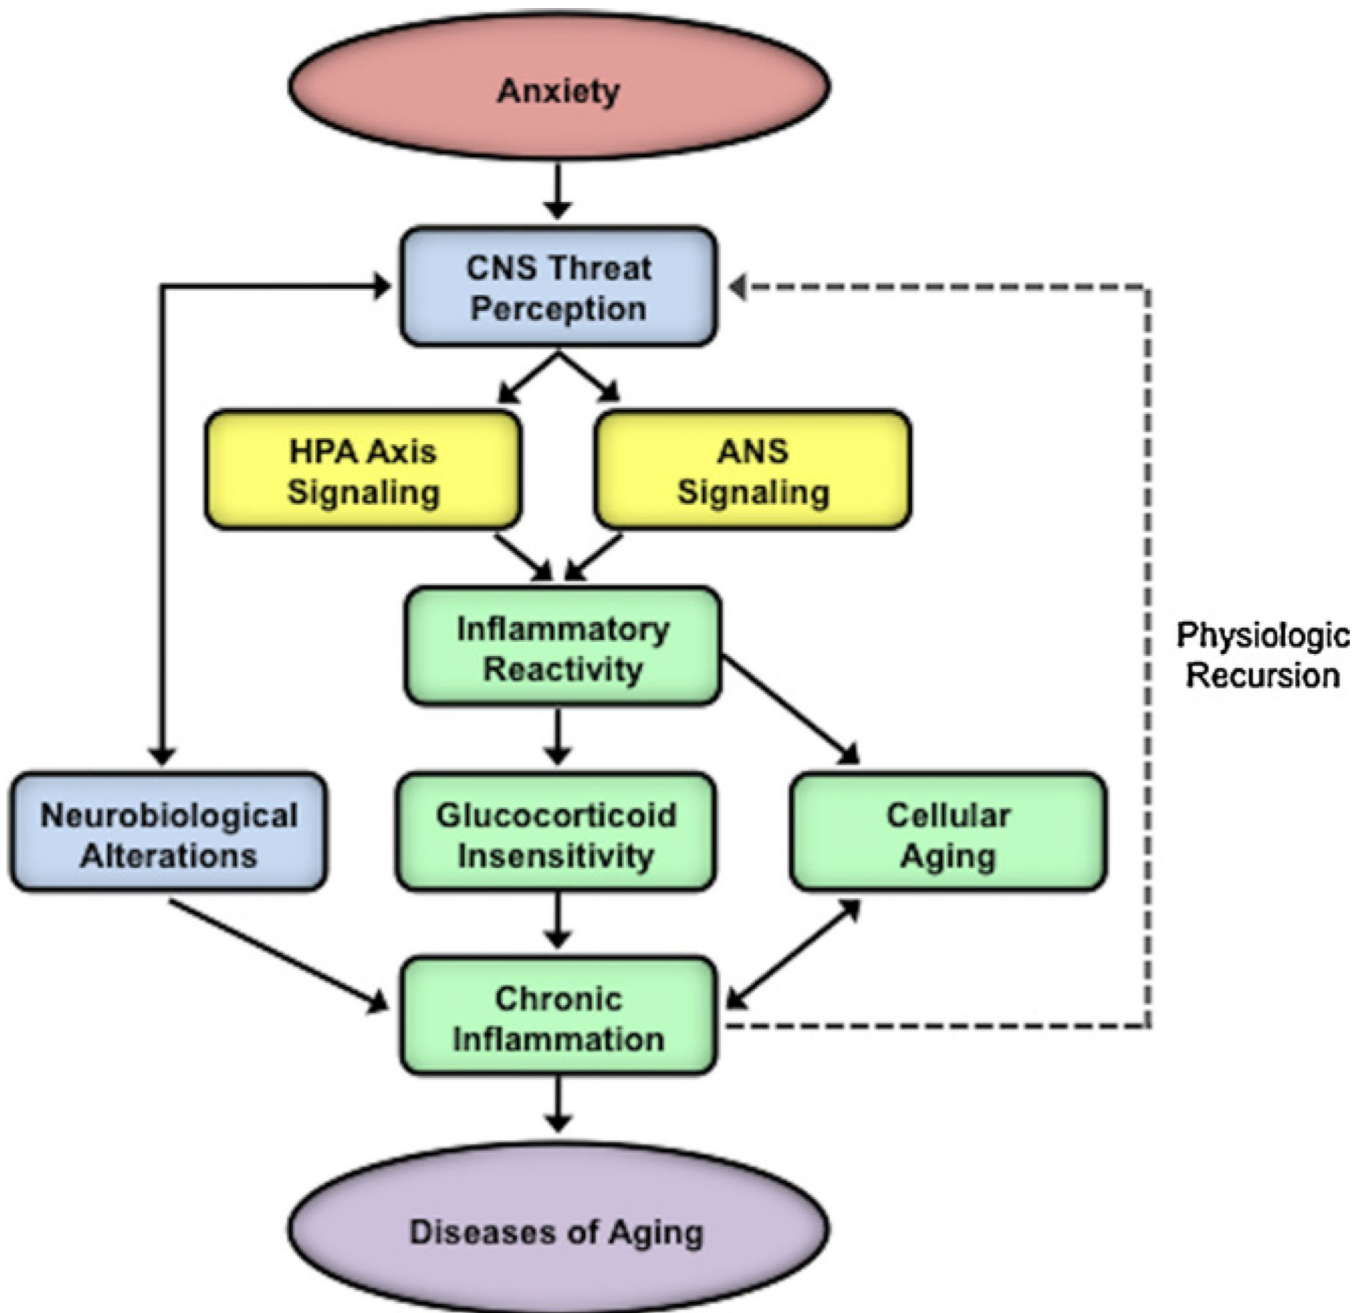 Anxiety
CNS Threat
Perception
HPA Axis
Signaling
ANS
Signaling
Inflammatory
Reactivity
Physiologic
Recursion
Neurobiological
Alterations
Glucocorticoid
Insensitivity
Cellular
Aging
Chronic
Inflammation
Diseases of Aging